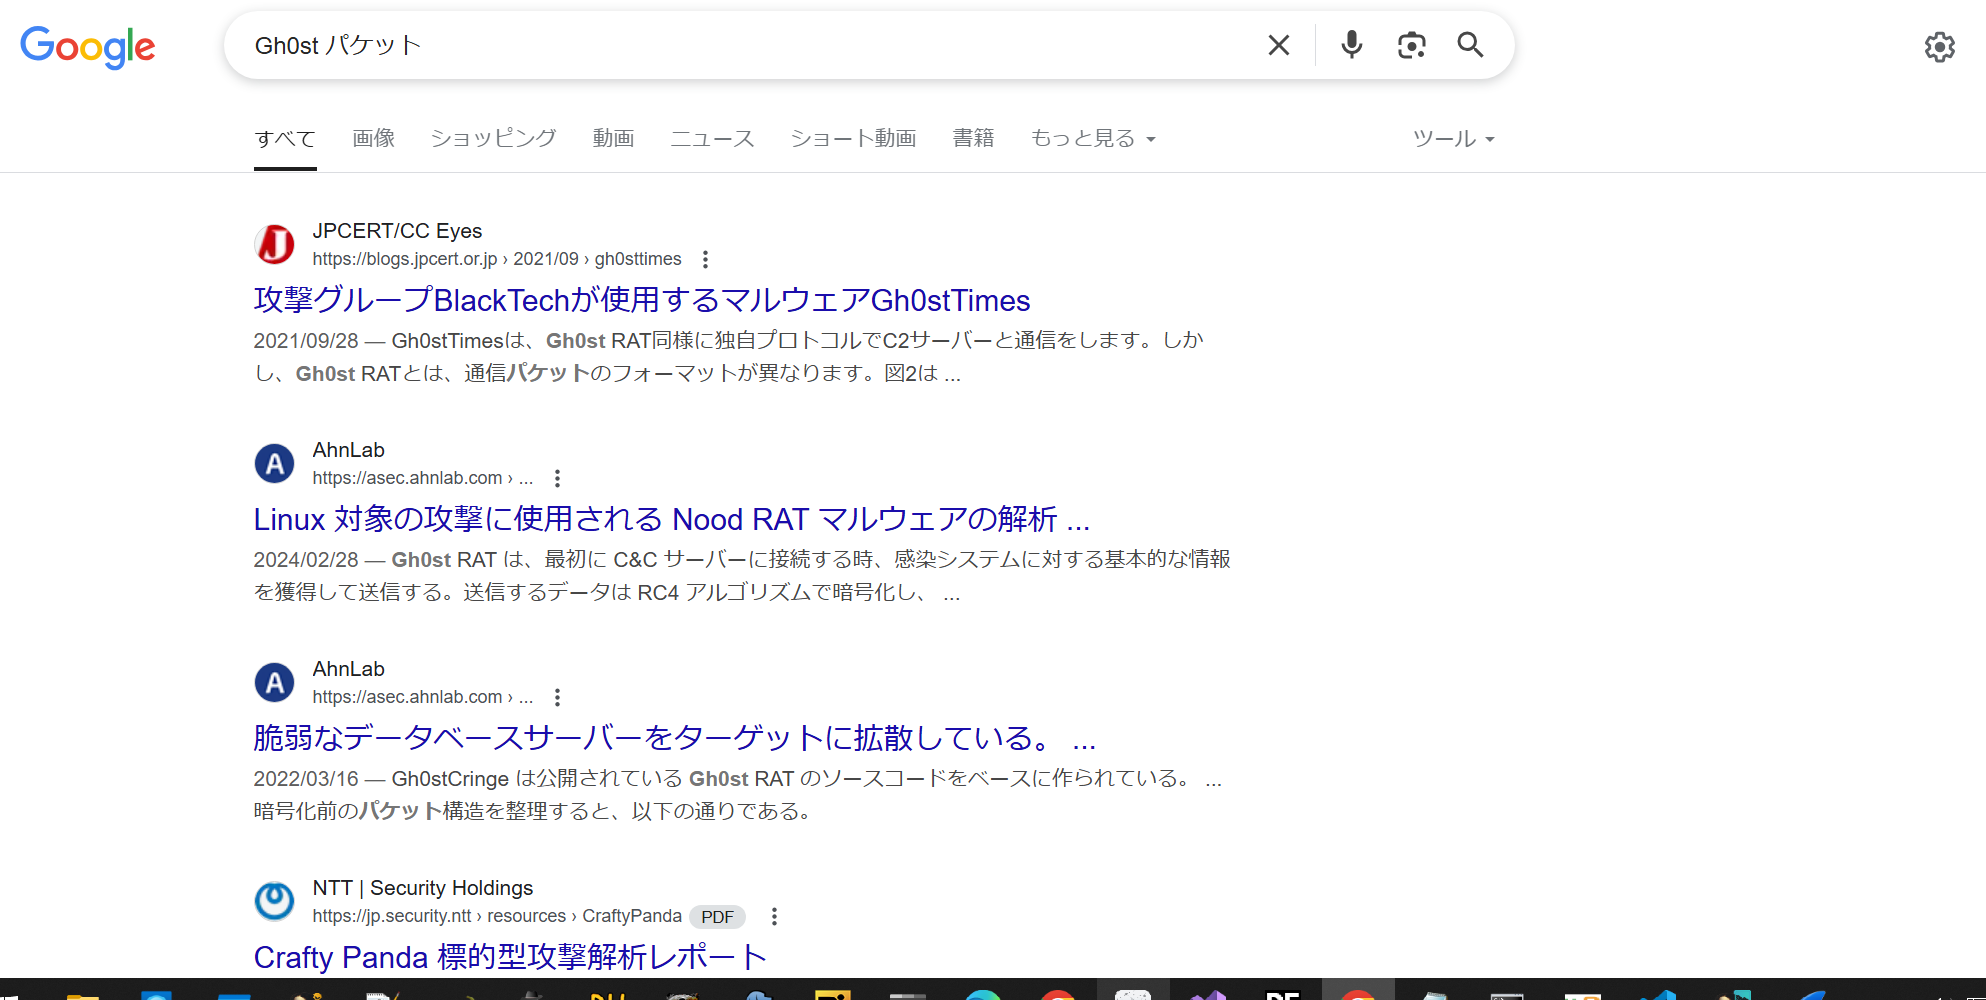 Google
Gh0st パケット
すべて 画像 ショッピング 動画 ニュース ショート動画 書籍 もっと見る ツール
JPCERT/CC Eyes
https://blogs.jpcert.or.jp › 2021/09 › gh0sttimes
攻撃グループBlackTechが使用するマルウェアGh0stTimes
2021/09/28 — Gh0stTimesは、Gh0st RAT同様に独自プロトコルでC2サーバーと通信をします。しか
し、Gh0st RATとは、通信パケットのフォーマットが異なります。図2は ...
AhnLab
https://asec.ahnlab.com › ...
Linux 対象の攻撃に使用される Nood RAT マルウェアの解析 ...
2024/02/28 — Gh0st RAT は、最初に C&C サーバーに接続する時、感染システムに対する基本的な情報
を獲得して送信する。送信するデータは RC4 アルゴリズムで暗号化し、 ...
AhnLab
https://asec.ahnlab.com › ...
脆弱なデータベースサーバーをターゲットに拡散している。 ...
2022/03/16 — Gh0stCringe は公開されている Gh0st RAT のソースコードをベースに作られている。 ...
暗号化前のパケット構造を整理すると、以下の通りである。
NTT | Security Holdings
https://jp.security.ntt › resources › CraftyPanda PDF
Crafty Panda 標的型攻撃解析レポート